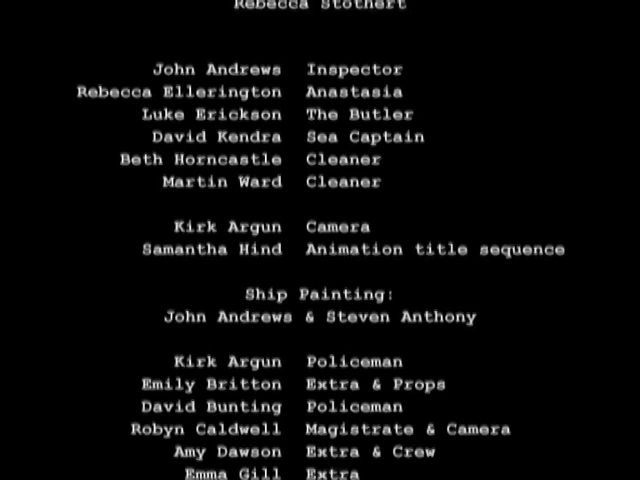 Rebecca Stothert
John Andrews Inspector
Rebecca Ellerington Anastasia
Luke Erickson The Butler
David Kendra Sea Captain
Beth Horncastle Cleaner
Martin Ward Cleaner
Kirk Argun Camera
Samantha Hind Animation title sequence
Ship Painting:
John Andrews & Steven Anthony
Kirk Argun Policeman
Emily Britton Extra & Props
David Bunting Policeman
Robyn Caldwell Magistrate & Camera
Amy Dawson Extra & Crew
Emma Gill Extra